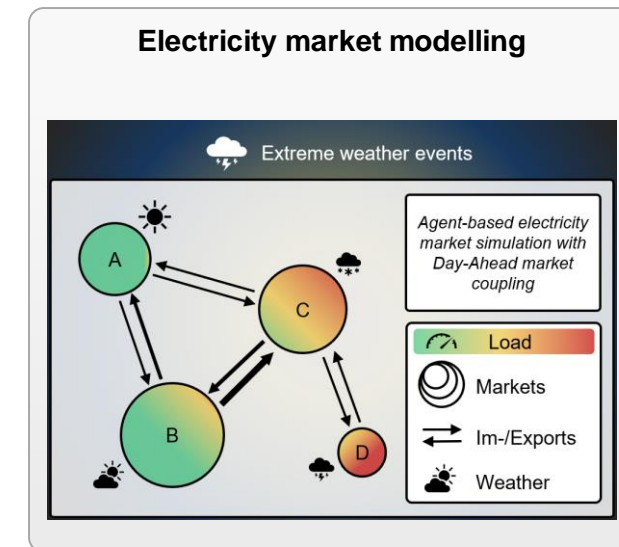 Electricity market modelling
Extreme weather events
A
C
B
D
Agent-based electricity
market simulation with
Day-Ahead market
coupling
Load
Markets
Im-/Exports
Weather